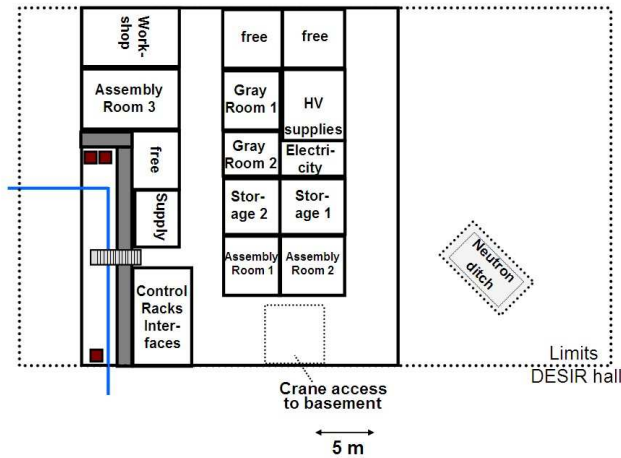 Work-
shop
free
free
Assembly
Room 3
Gray
Room 1
HV
supplies
free
Gray
Room 2
Electri-
city
Supply
Stor-
age 2
Stor-
age 1
Assembly
Room 1
Assembly
Room 2
Neutron
ditch
Control
Racks
Inter-
faces
Limits
DESIR hall
Crane access
to basement
5 m